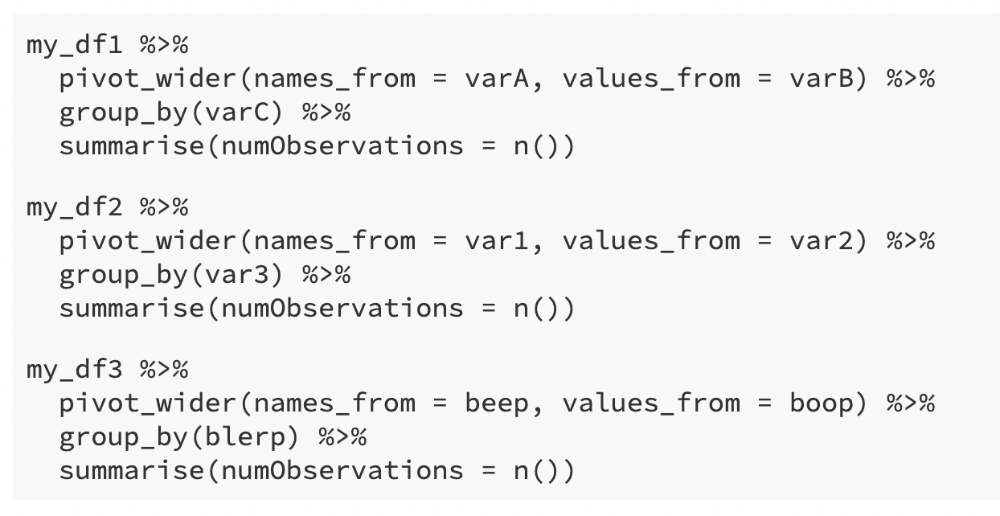 my_df1 %>%
  pivot_wider(names_from = varA, values_from = varB) %>%
  group_by(varC) %>%
  summarise(numObservations = n())

my_df2 %>%
  pivot_wider(names_from = var1, values_from = var2) %>%
  group_by(var3) %>%
  summarise(numObservations = n())

my_df3 %>%
  pivot_wider(names_from = beep, values_from = boop) %>%
  group_by(blerp) %>%
  summarise(numObservations = n())